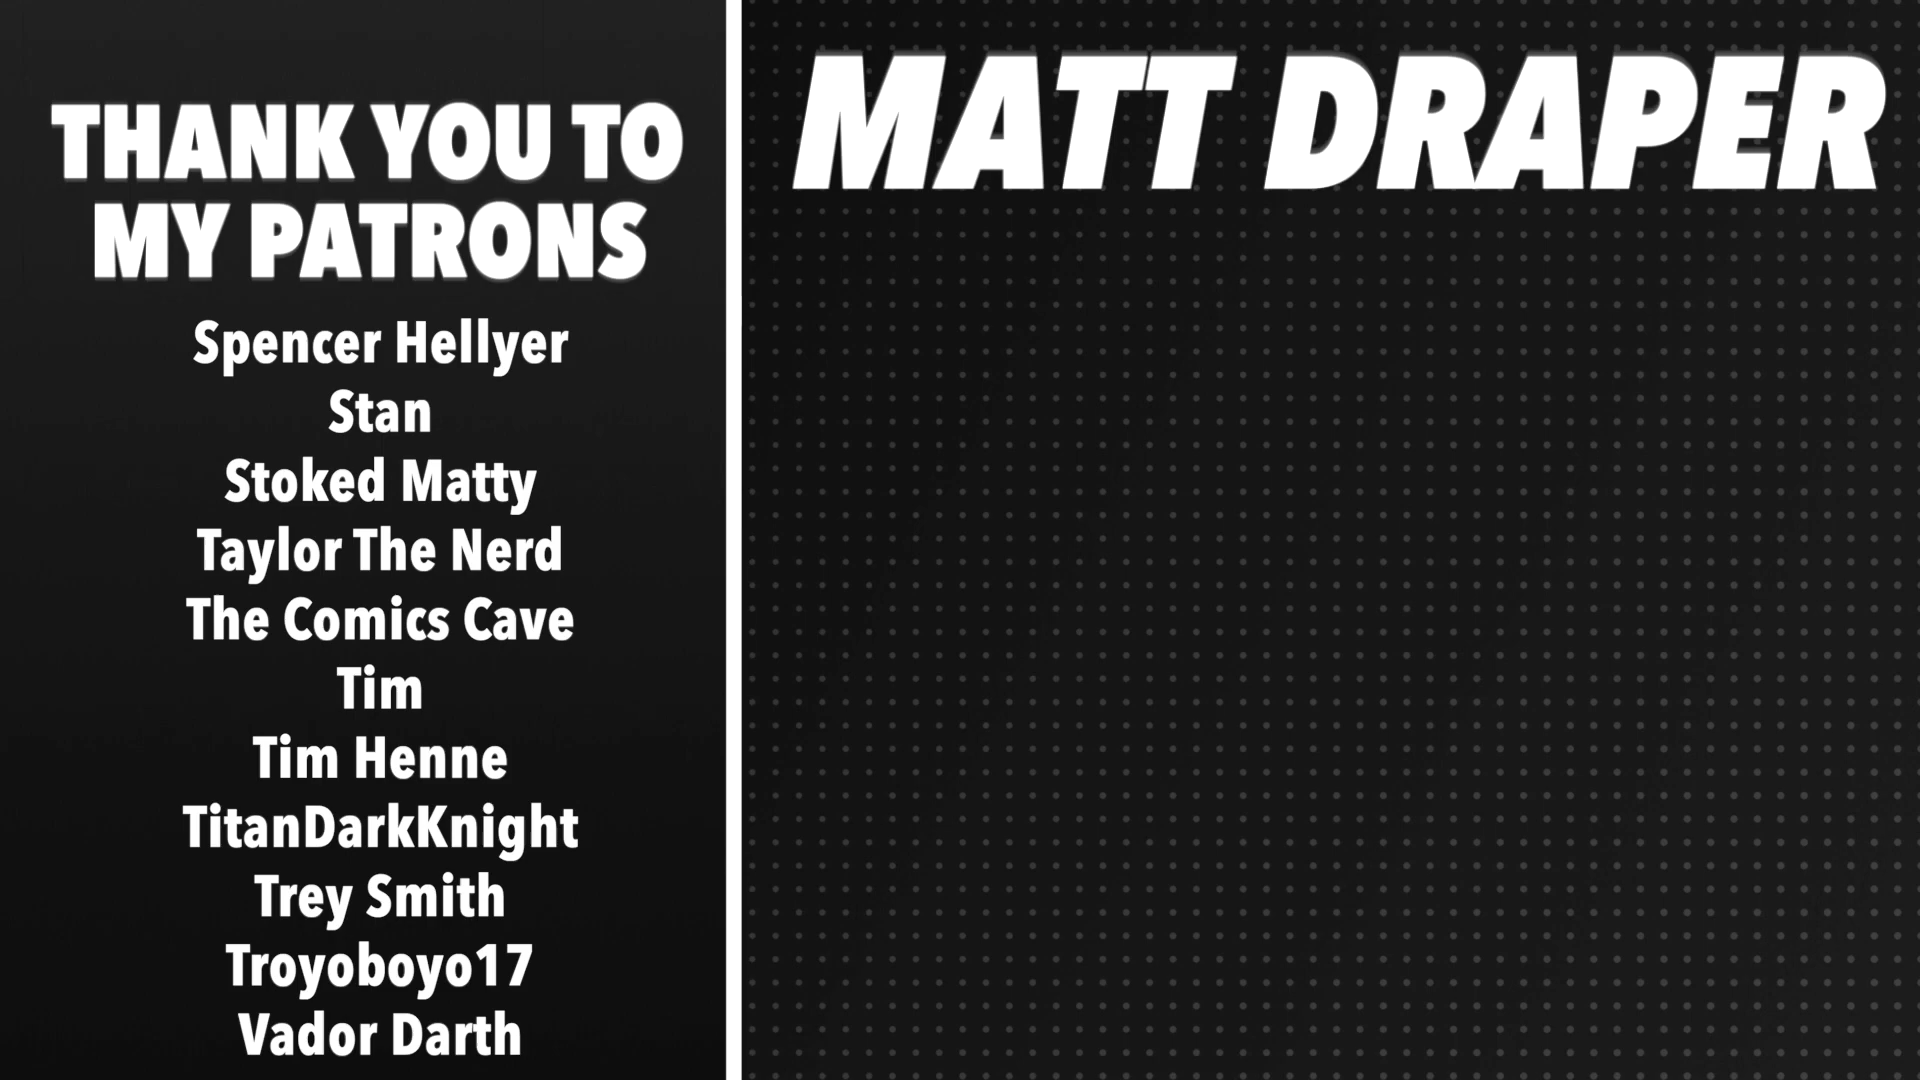 THANK YOU TO
MY PATRONS
Spencer Hellyer
Stan
Stoked Matty
Taylor The Nerd
The Comics Cave
Tim
Tim Henne
TitanDarkKnight
Trey Smith
Troyoboyo17
Vador Darth
MATT DRAPER